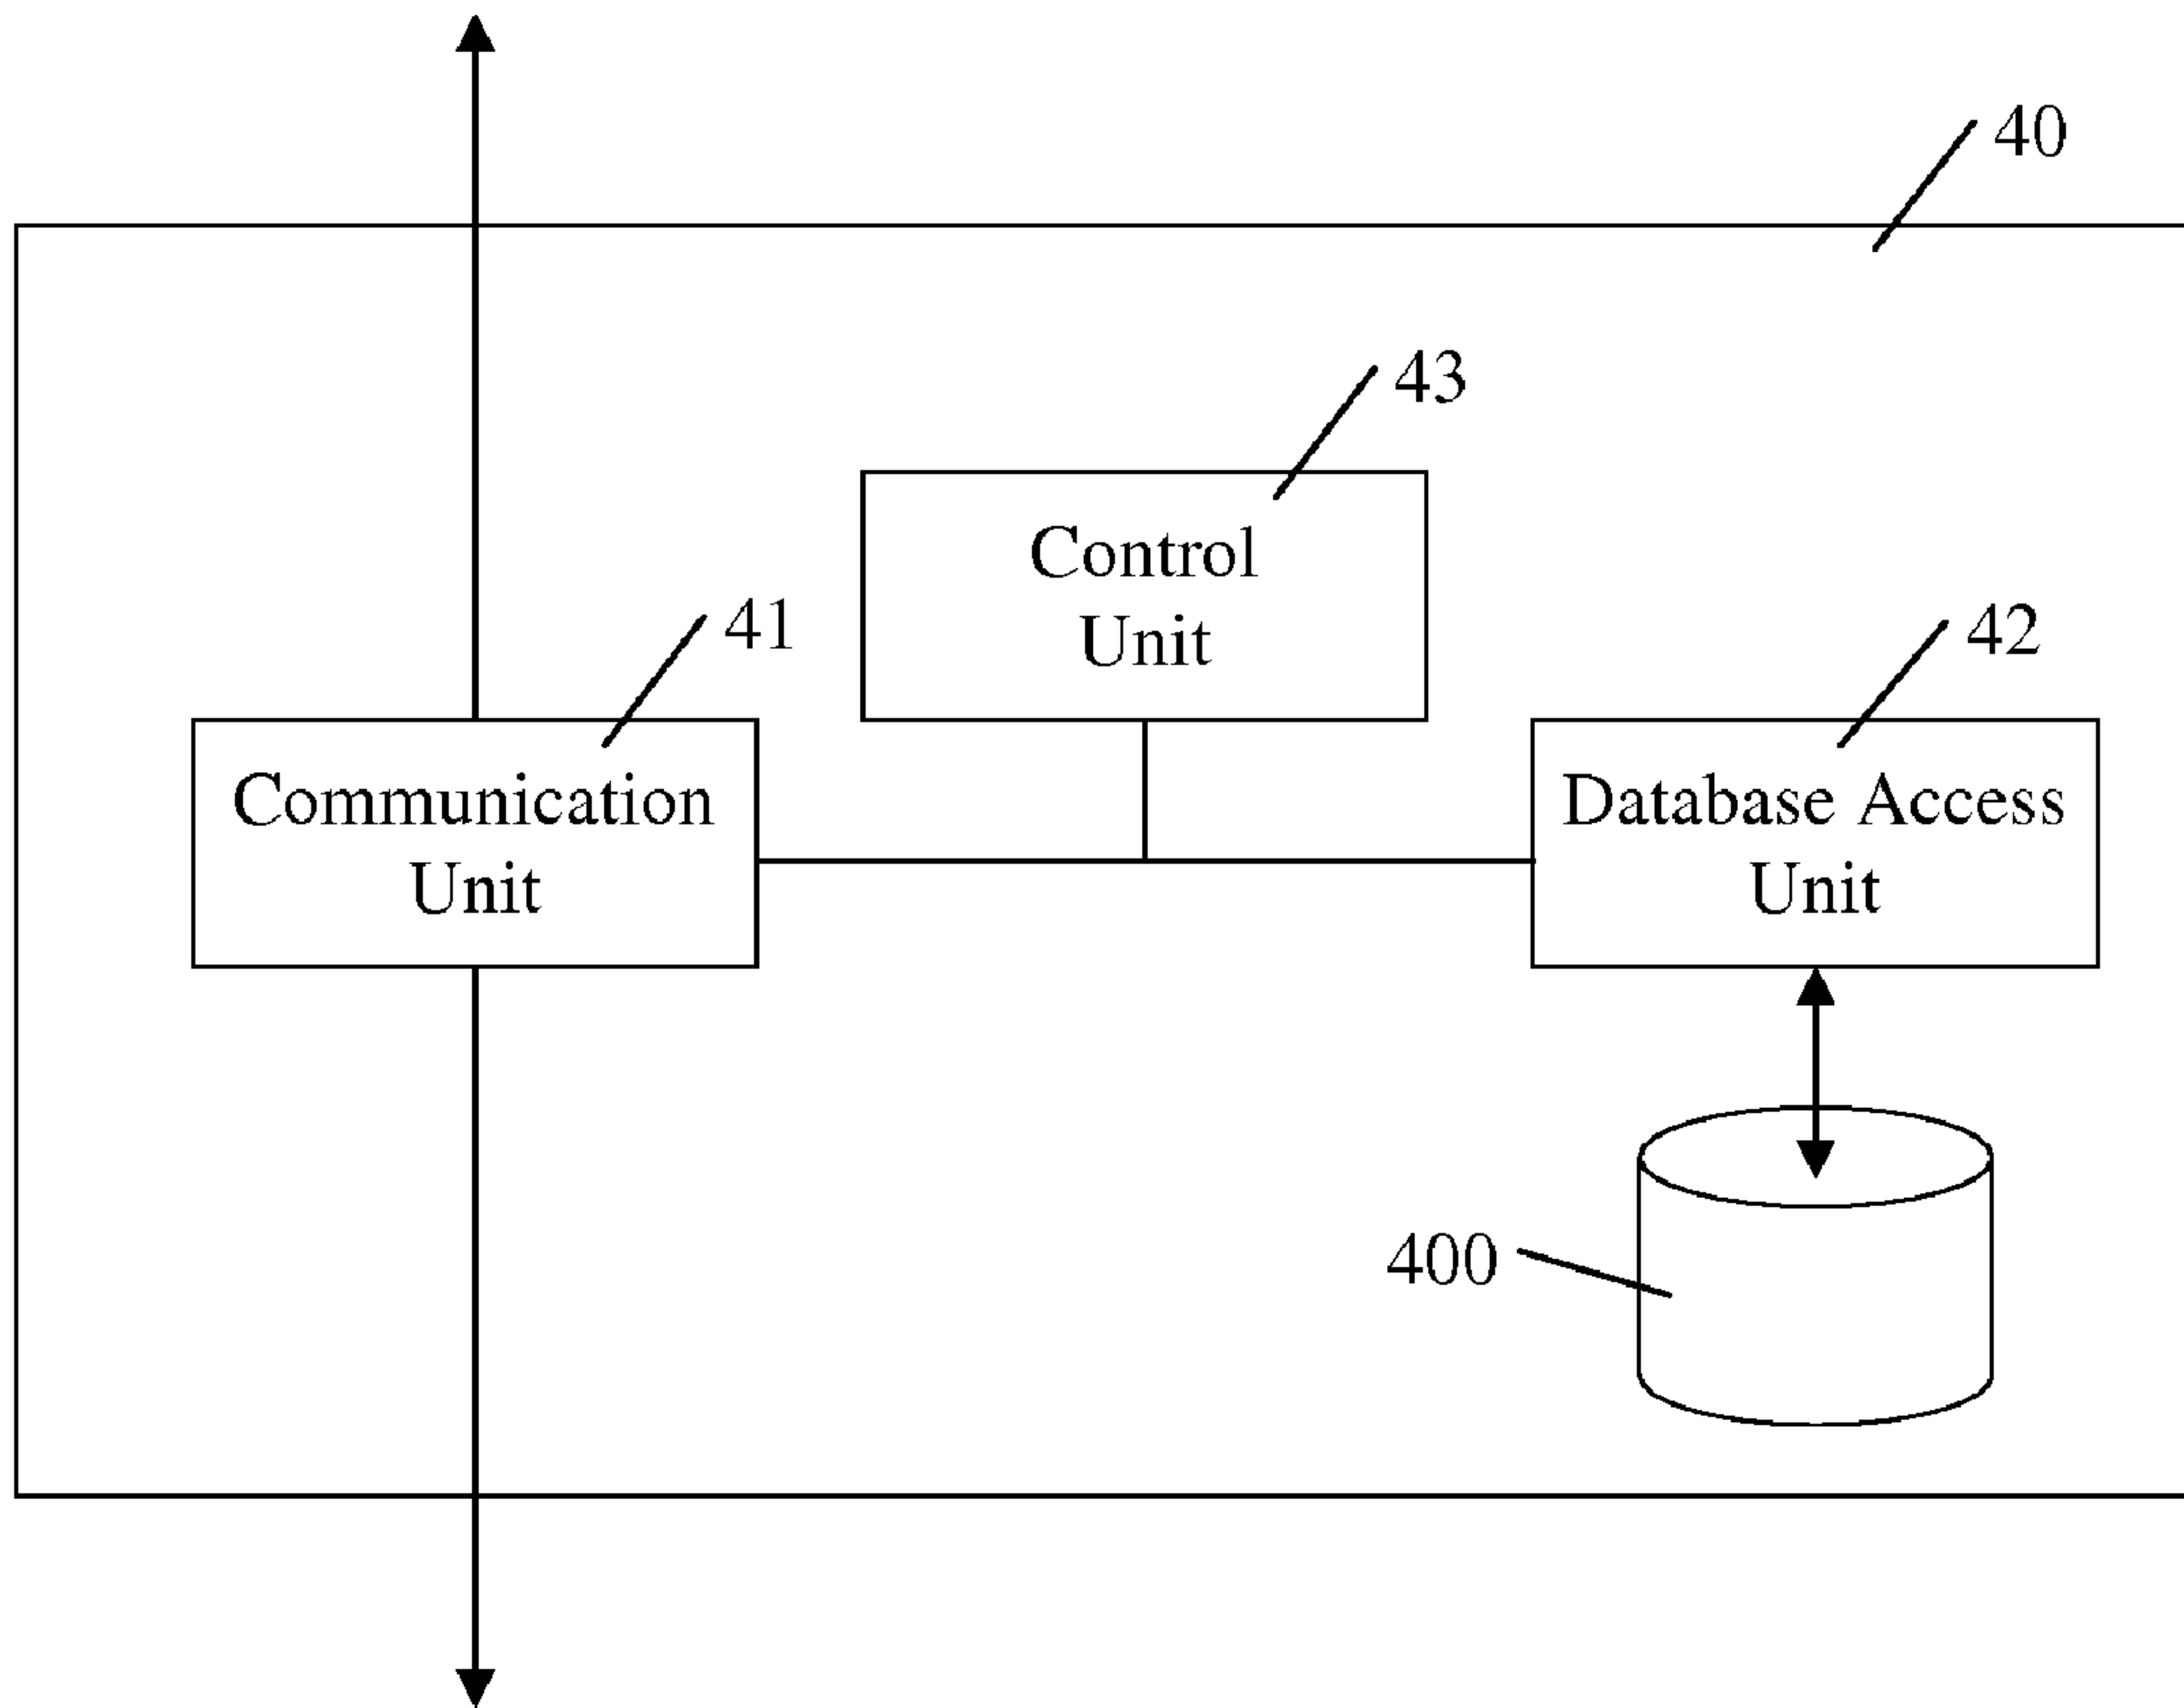 40
43
Control
Unit
41
42
Communication
Unit
Database Access
Unit
400